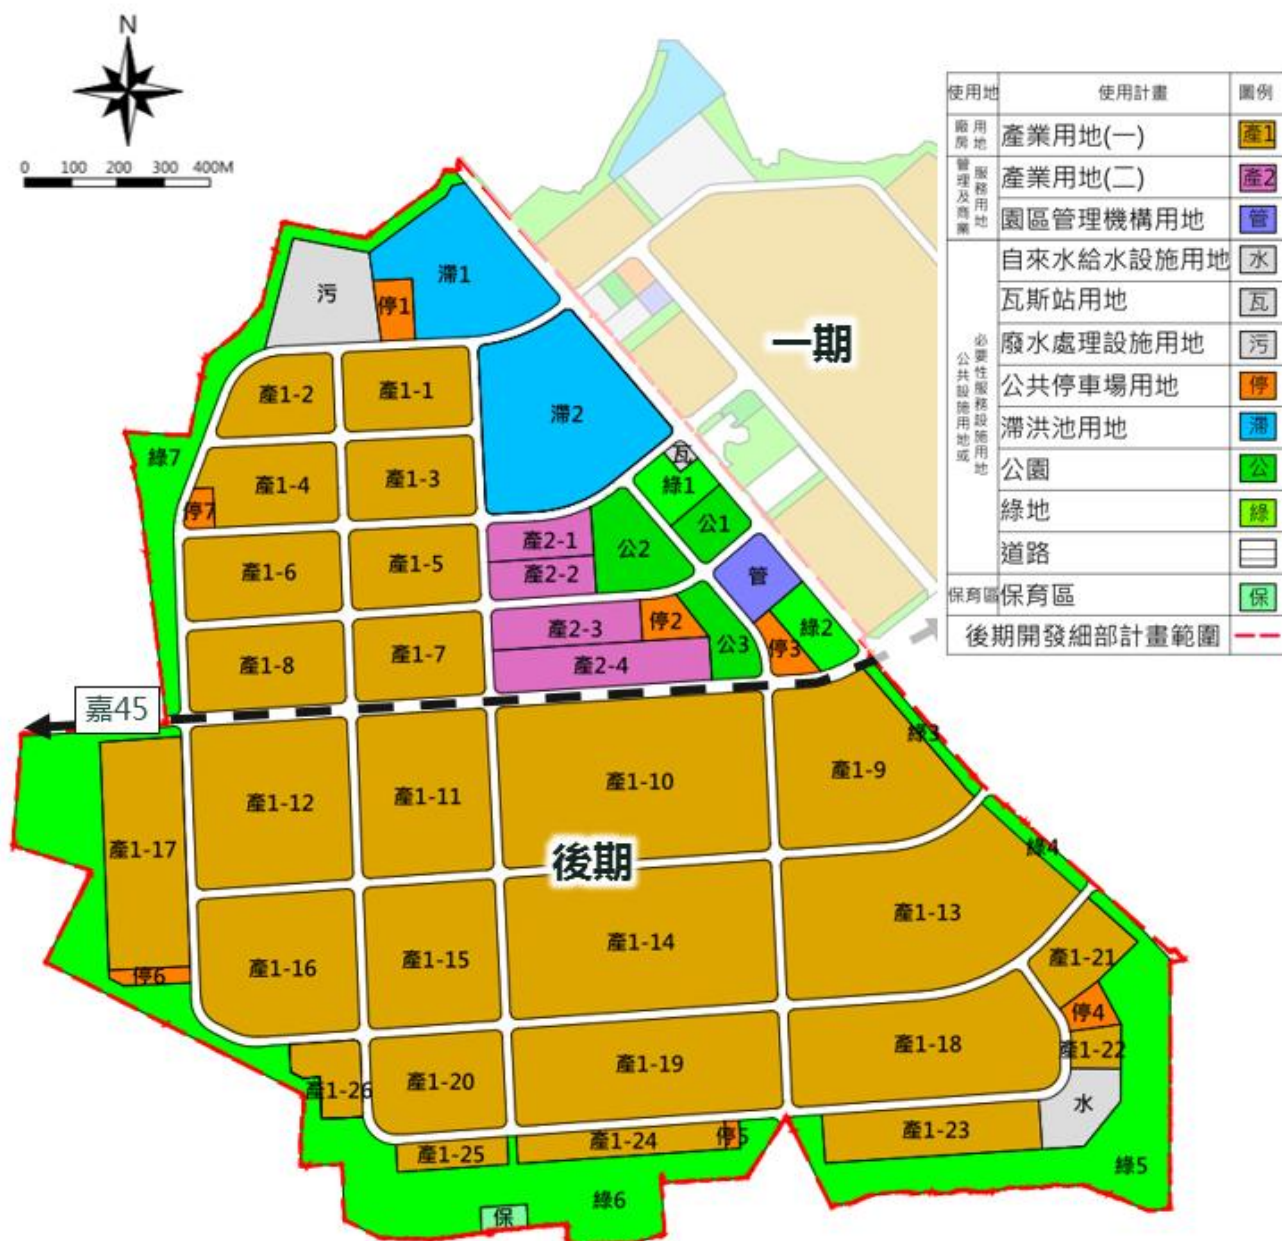 N
0 100 200 300 400M
使用地 使用計畫 圖例
廠房用地 產業用地(一) 產1
管理及商業服務用地 產業用地(二) 產2
園區管理機構用地 管
公共設施用地或必要性服務設施用地
自來水給水設施用地 水
瓦斯站用地 瓦
廢水處理設施用地 污
公共停車場用地 停
滯洪池用地 滯
公園 公
綠地 綠
道路
保育區 保育區 保
後期開發細部計畫範圍
一期
滯1
污
停1
產1-2
產1-1
滯2
綠7
瓦
產1-4
產1-3
綠1
停7
公1
產2-1
公2
產1-6
產1-5
產2-2
管
產2-3
停2
綠2
公3
停3
產1-8
產1-7
產2-4
嘉45
綠3
產1-12
產1-11
產1-10
產1-9
產1-17
後期
綠4
產1-16
產1-15
產1-14
產1-13
停6
產1-21
停4
產1-26
產1-20
產1-19
產1-18
產1-22
水
產1-25
產1-24
停5
產1-23
綠5
綠6
保